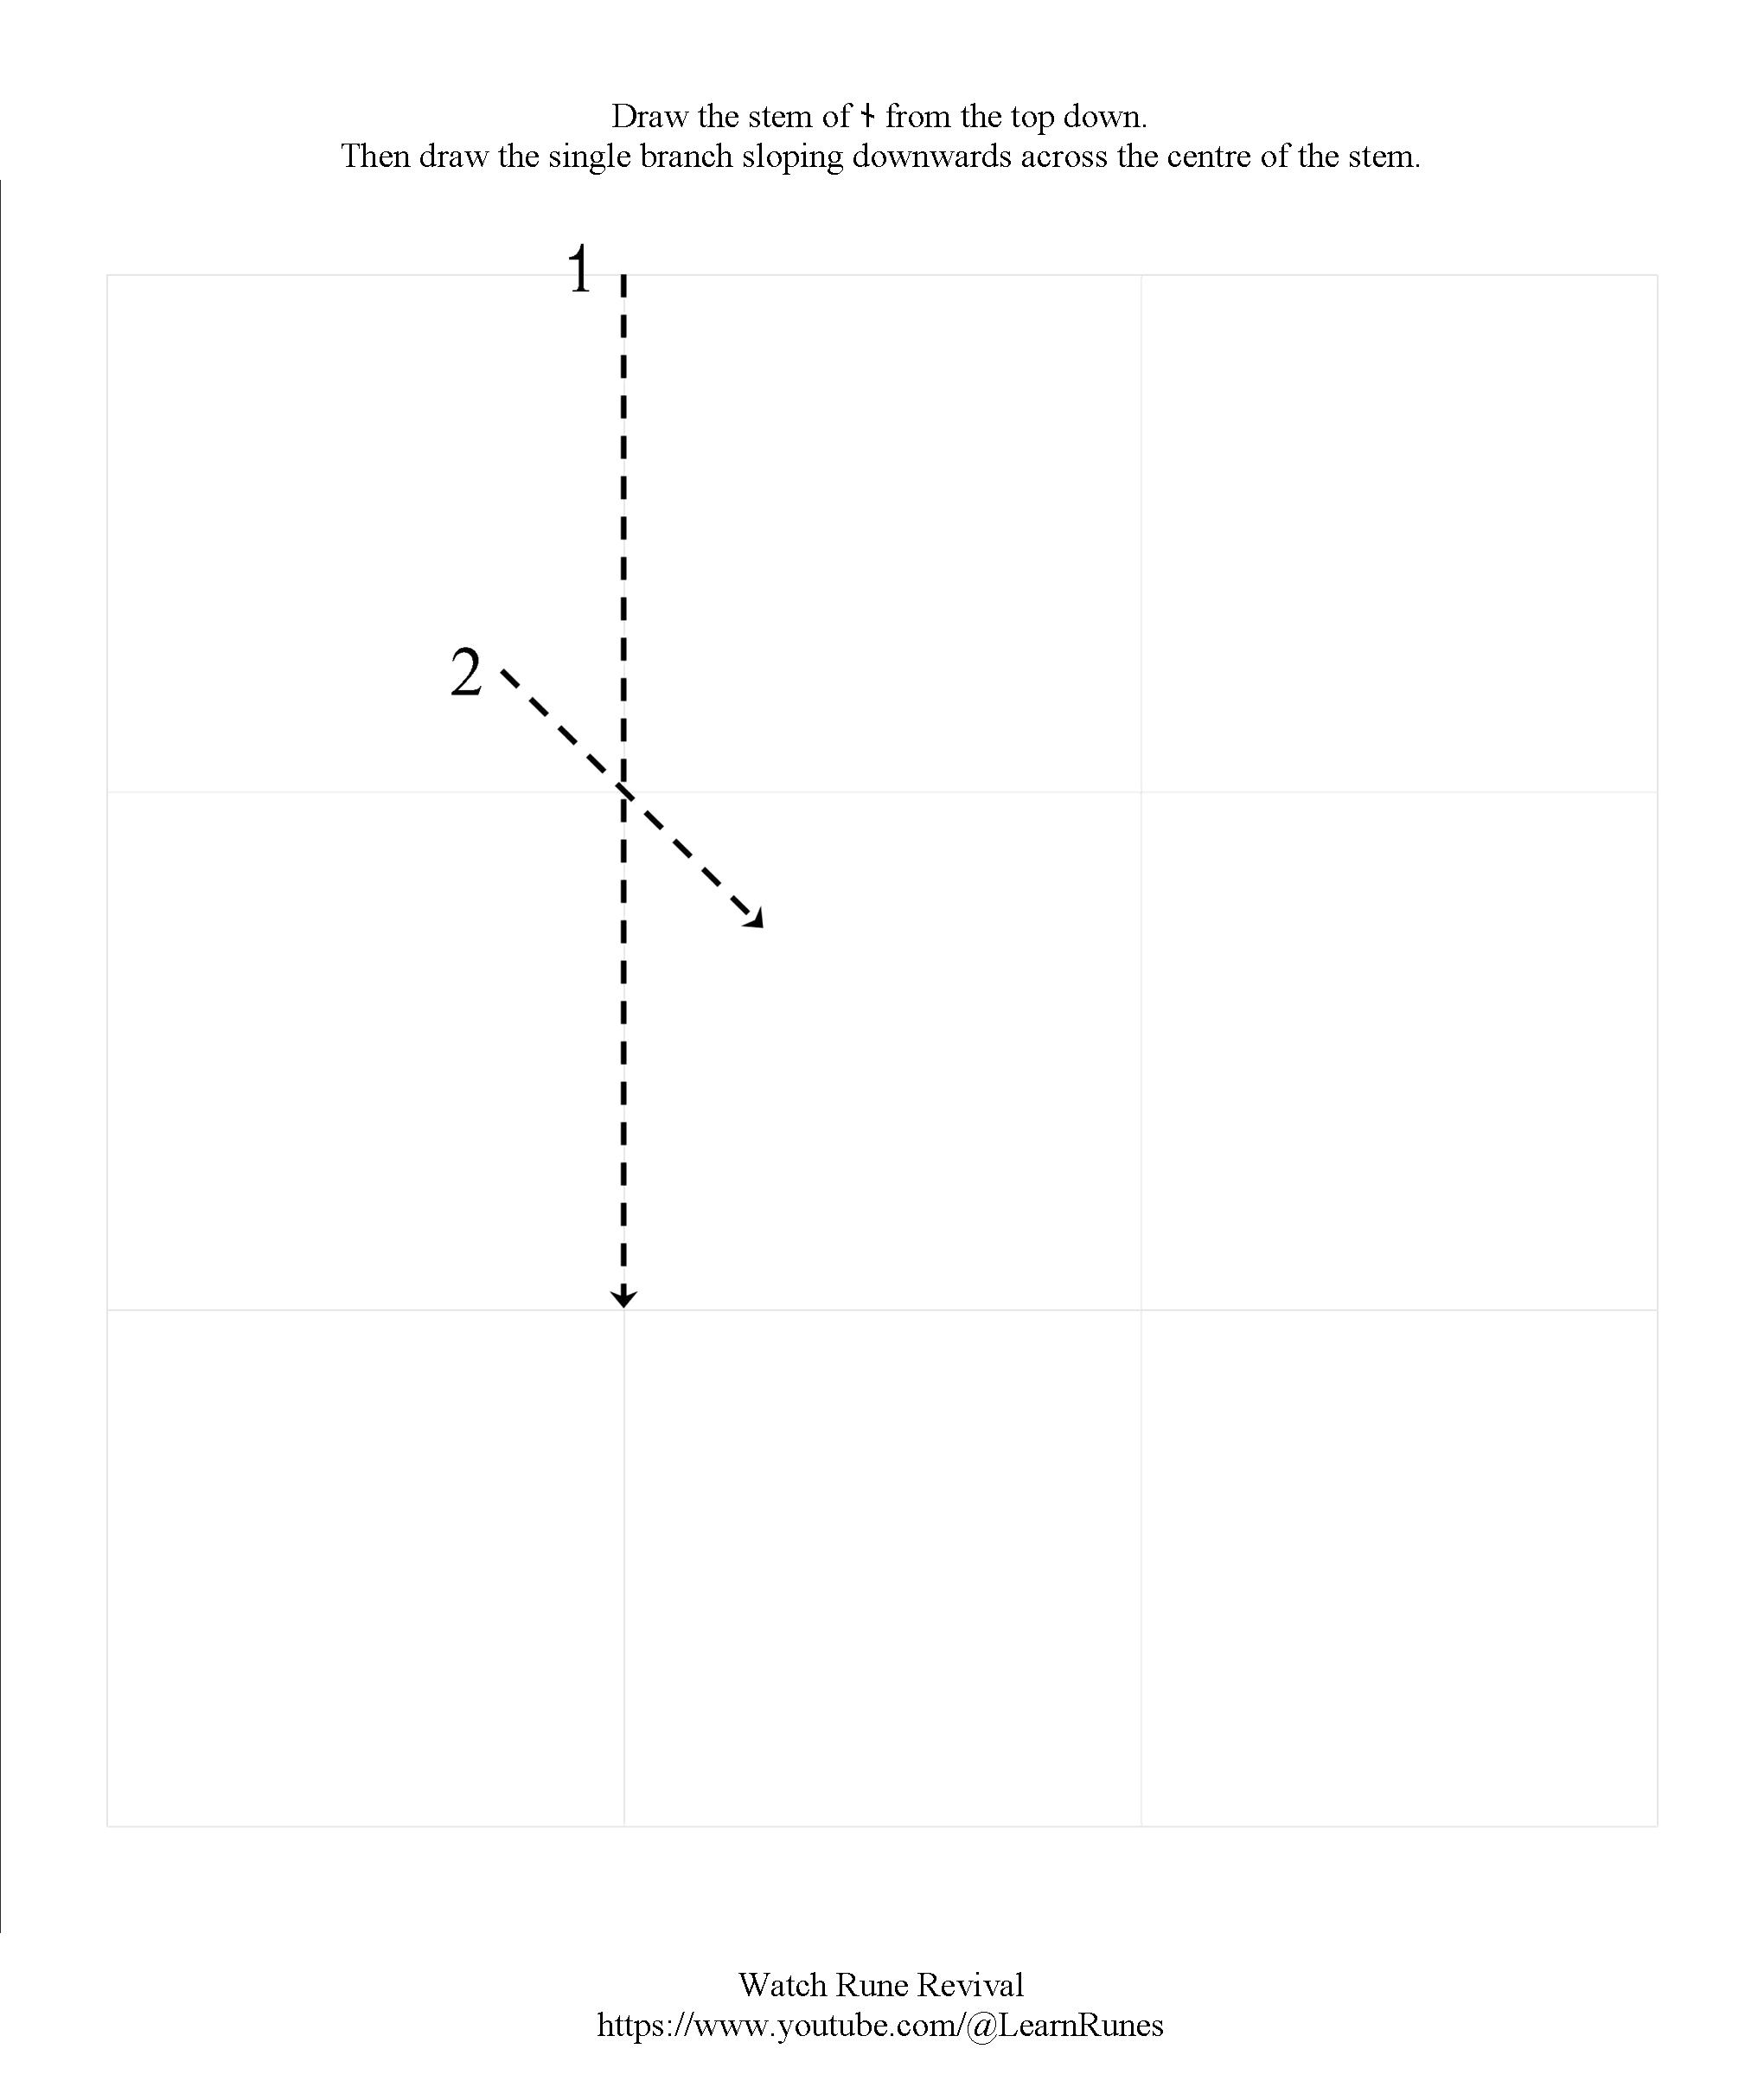 Draw the stem of ᚾ from the top down.
Then draw the single branch sloping downwards across the centre of the stem.
1
2
Watch Rune Revival
https://www.youtube.com/@LearnRunes